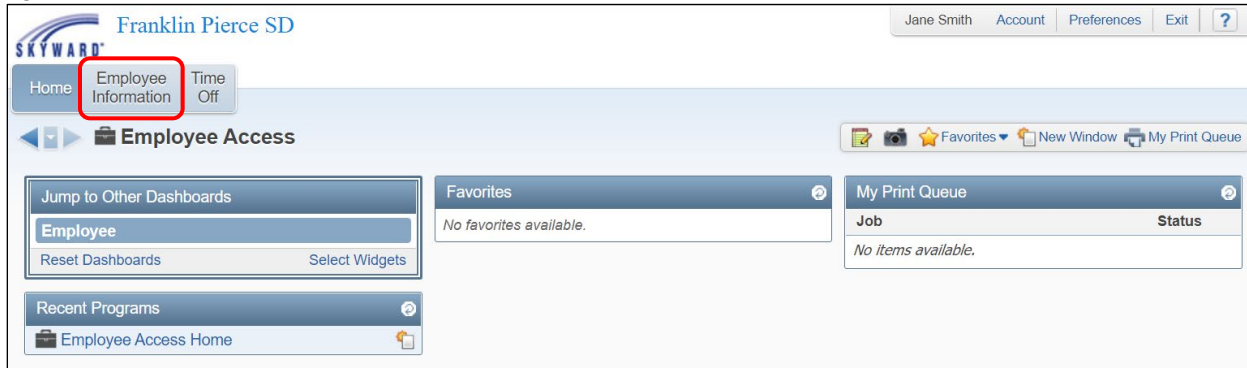 Franklin Pierce SD
SKYWARD
Jane Smith Account Preferences Exit ?
Home Employee Information Time Off
Employee Access
Favorites New Window My Print Queue
Jump to Other Dashboards
Employee
Reset Dashboards Select Widgets
Recent Programs
Employee Access Home
Favorites
No favorites available.
My Print Queue
Job Status
No items available.